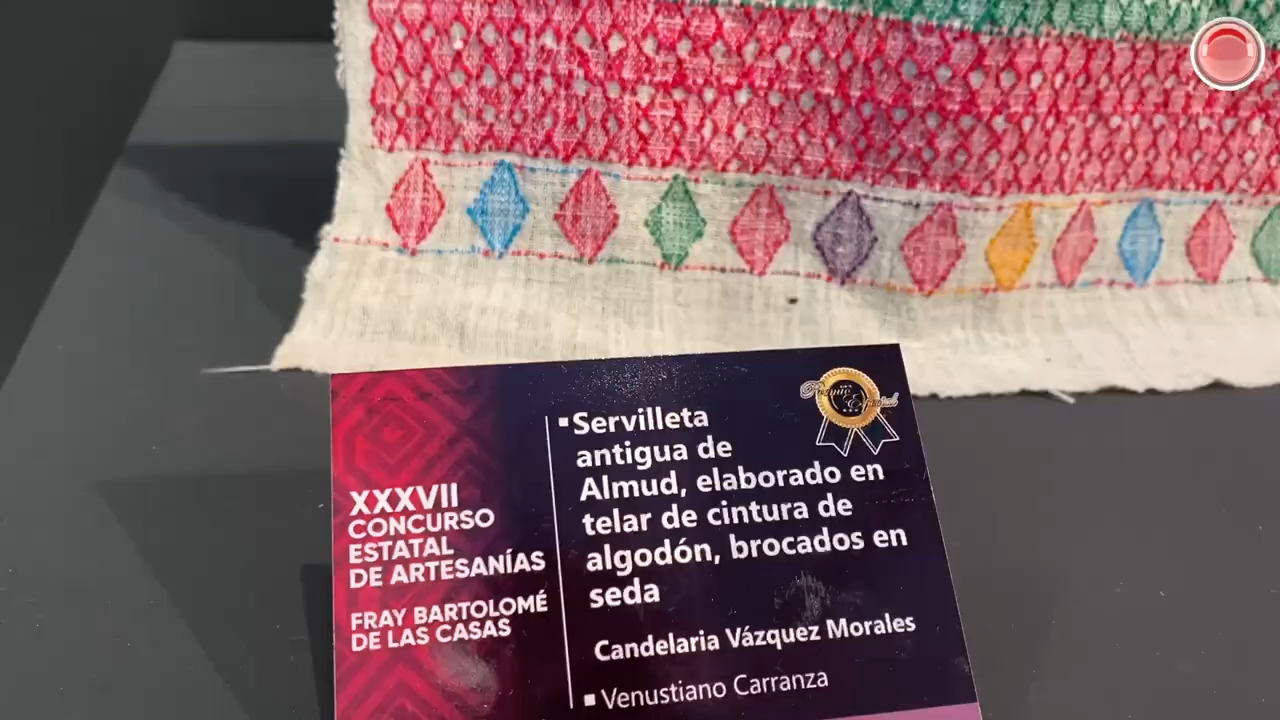 XXXVII
CONCURSO
ESTATAL
DE ARTESANÍAS
FRAY BARTOLOMÉ
DE LAS CASAS
Servilleta
antigua de
Almud, elaborado en
telar de cintura de
algodón, brocados en
seda
Candelaria Vázquez Morales
Venustiano Carranza
Premio